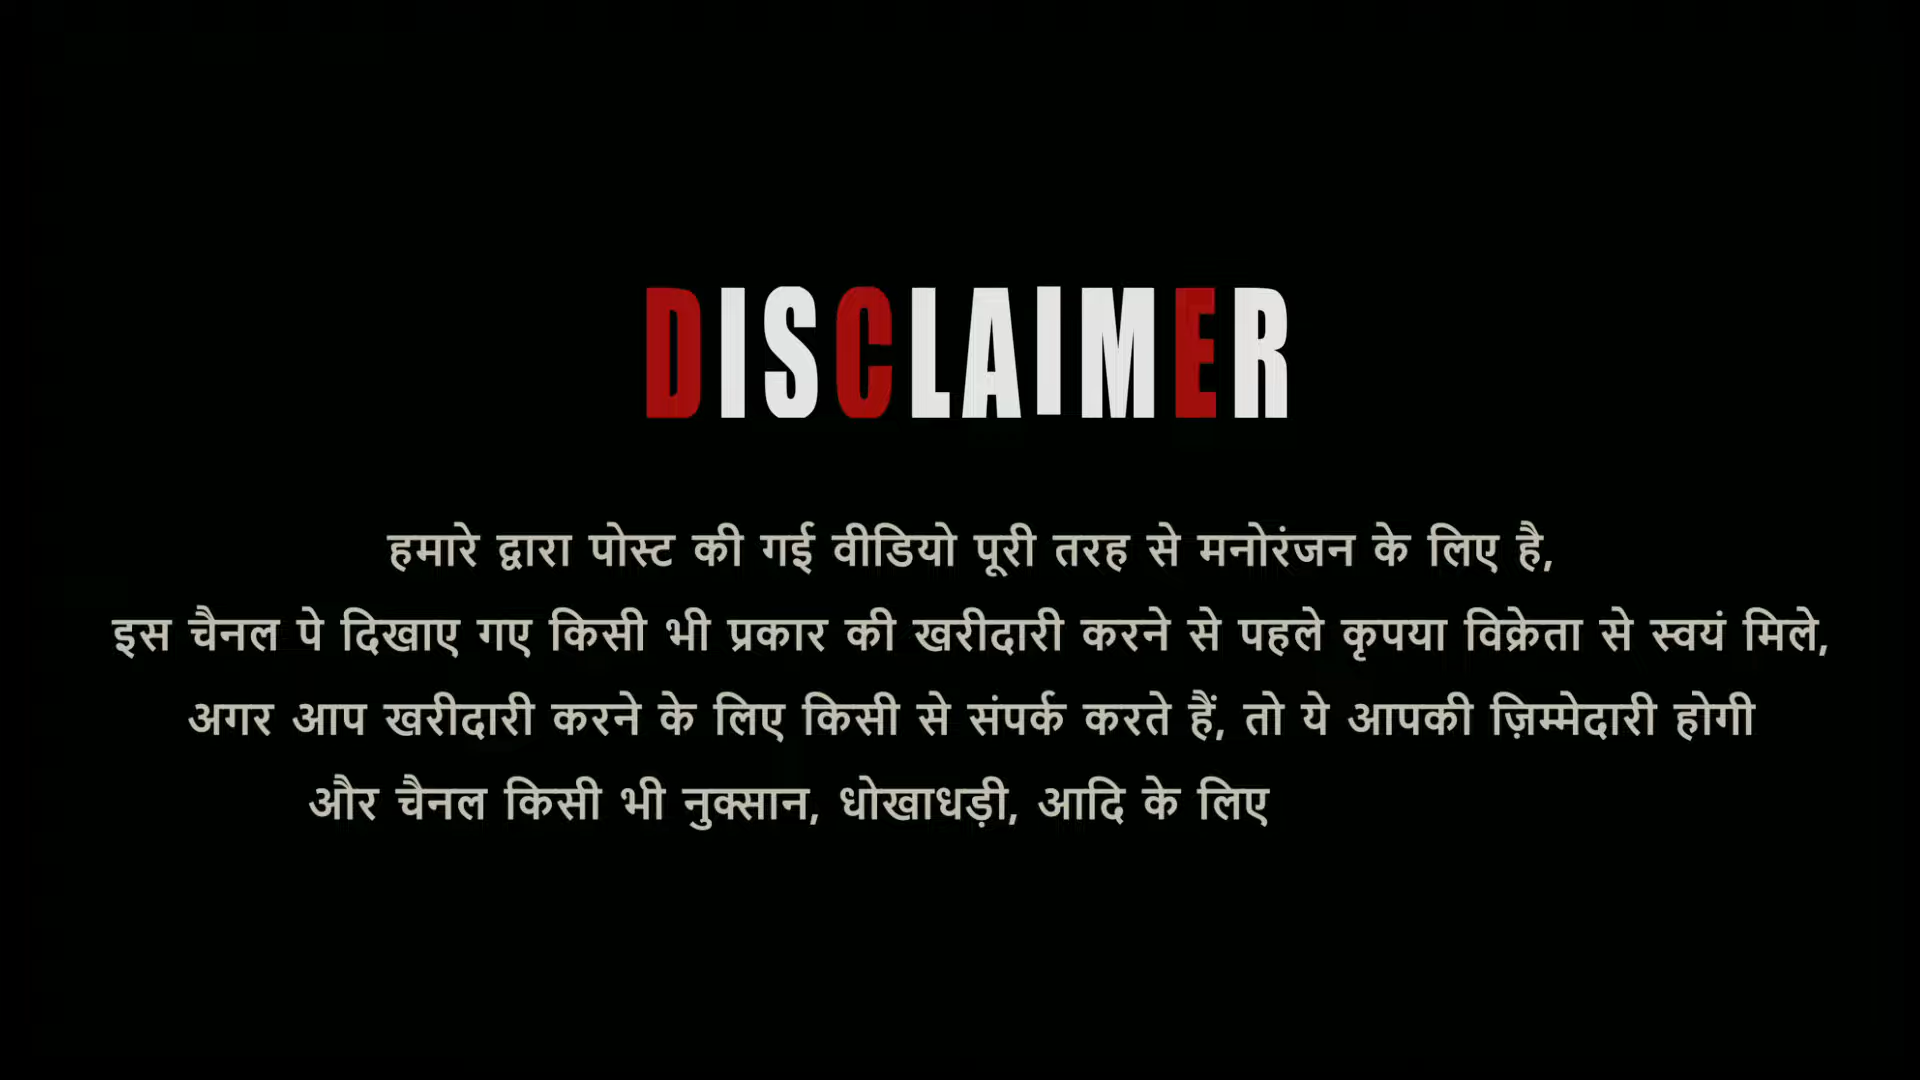 DISCLAIMER
हमारे द्वारा पोस्ट की गई वीडियो पूरी तरह से मनोरंजन के लिए है,
इस चैनल पे दिखाए गए किसी भी प्रकार की खरीदारी करने से पहले कृपया विक्रेता से स्वयं मिले,
अगर आप खरीदारी करने के लिए किसी से संपर्क करते हैं, तो ये आपकी ज़िम्मेदारी होगी
और चैनल किसी भी नुक्सान, धोखाधड़ी, आदि के लिए